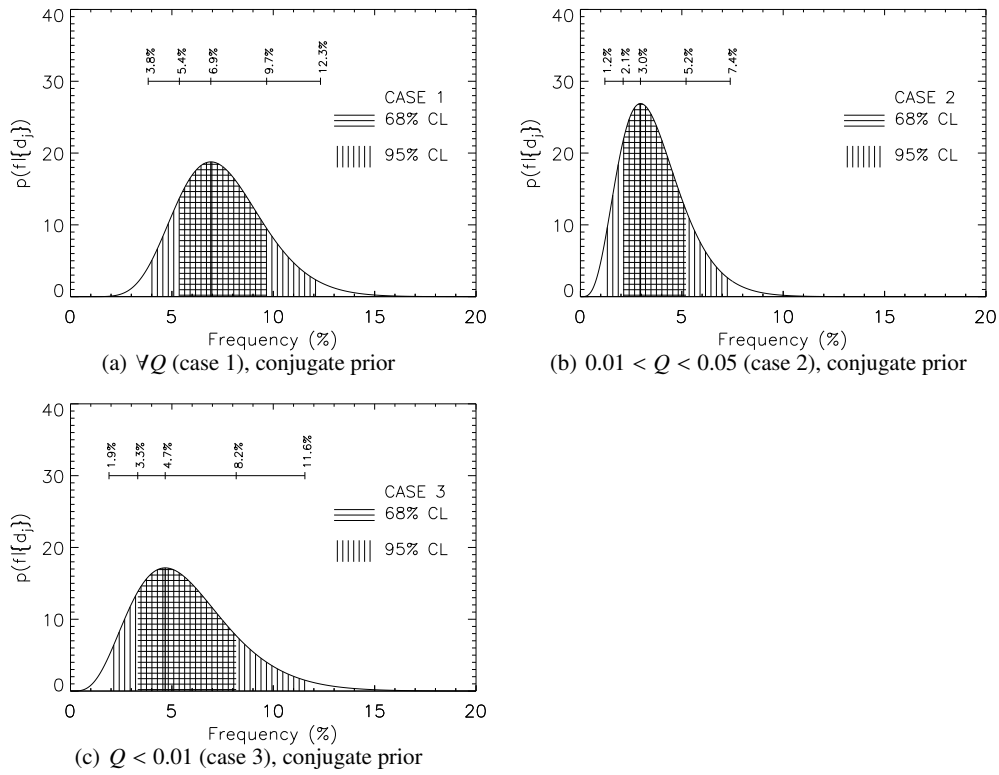 40
30
20
10
0
p(f|{d_j})
3.8%
5.4%
6.9%
9.7%
12.3%
CASE 1
68% CL
95% CL
0 5 10 15 20
Frequency (%)
(a) ∀Q (case 1), conjugate prior
40
30
20
10
0
p(f|{d_j})
1.2%
2.1%
3.0%
5.2%
7.4%
CASE 2
68% CL
95% CL
0 5 10 15 20
Frequency (%)
(b) 0.01 < Q < 0.05 (case 2), conjugate prior
40
30
20
10
0
p(f|{d_j})
1.9%
3.3%
4.7%
8.2%
11.6%
CASE 3
68% CL
95% CL
0 5 10 15 20
Frequency (%)
(c) Q < 0.01 (case 3), conjugate prior